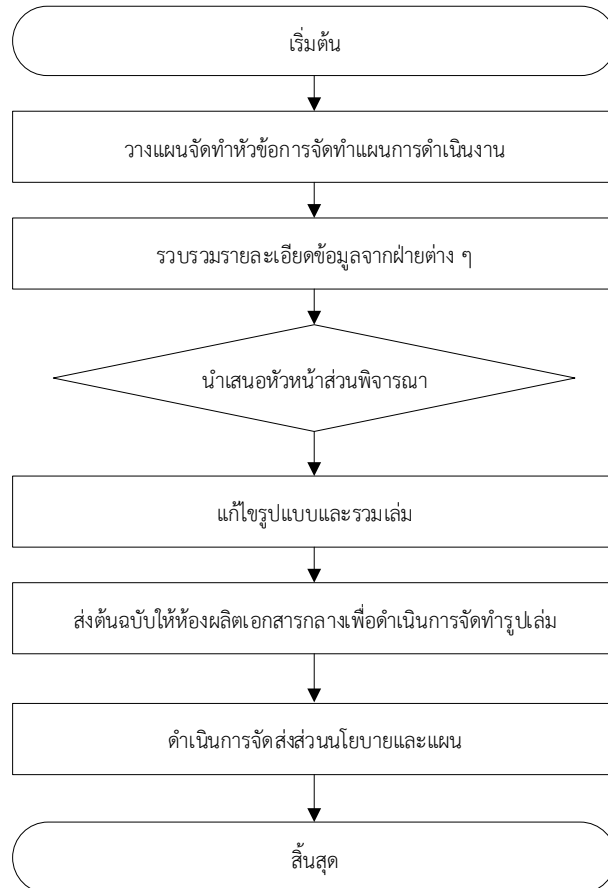 เริ่มต้น
วางแผนจัดทำหัวข้อการจัดทำแผนการดำเนินงาน
รวบรวมรายละเอียดข้อมูลจากฝ่ายต่าง ๆ
นำเสนอหัวหน้าส่วนพิจารณา
แก้ไขรูปแบบและรวมเล่ม
ส่งต้นฉบับให้ห้องผลิตเอกสารกลางเพื่อดำเนินการจัดทำรูปเล่ม
ดำเนินการจัดส่งส่วนนโยบายและแผน
สิ้นสุด